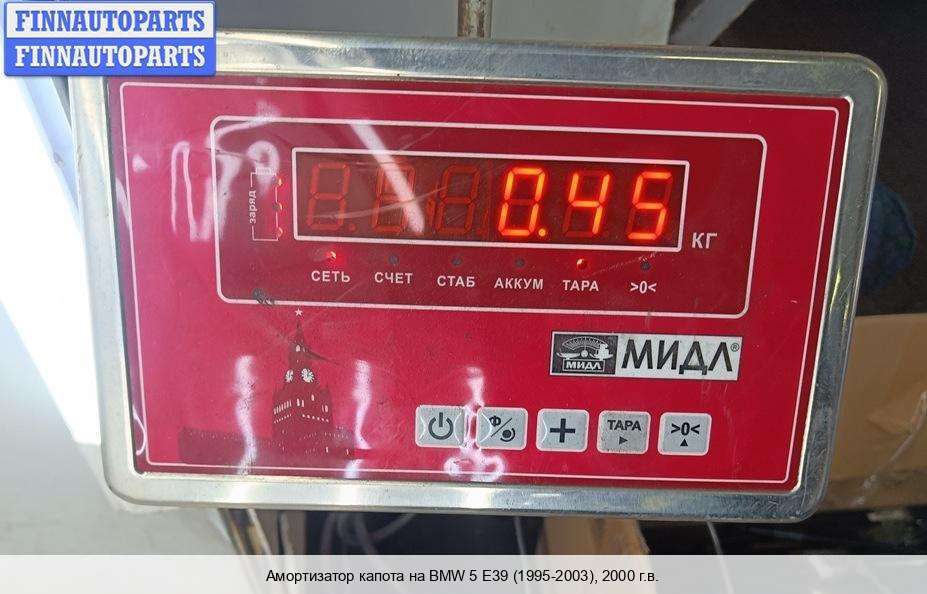 FINNAUTOPARTS
FINNAUTOPARTS
заряд
0.45
КГ
СЕТЬ СЧЕТ СТАБ АККУМ ТАРА >0<
МИДЛ МИДЛ®
Ф ТАРА >0<
Амортизатор капота на BMW 5 E39 (1995-2003), 2000 г.в.